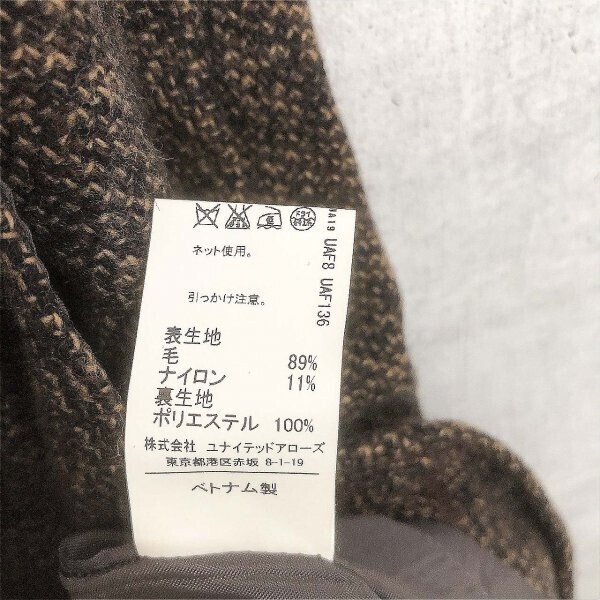 ネット使用。
引っかけ注意。
表生地
毛 89%
ナイロン 11%
裏生地
ポリエステル 100%
株式会社 ユナイテッドアローズ
東京都港区赤坂 8-1-19
ベトナム製
UAF8 UAF136